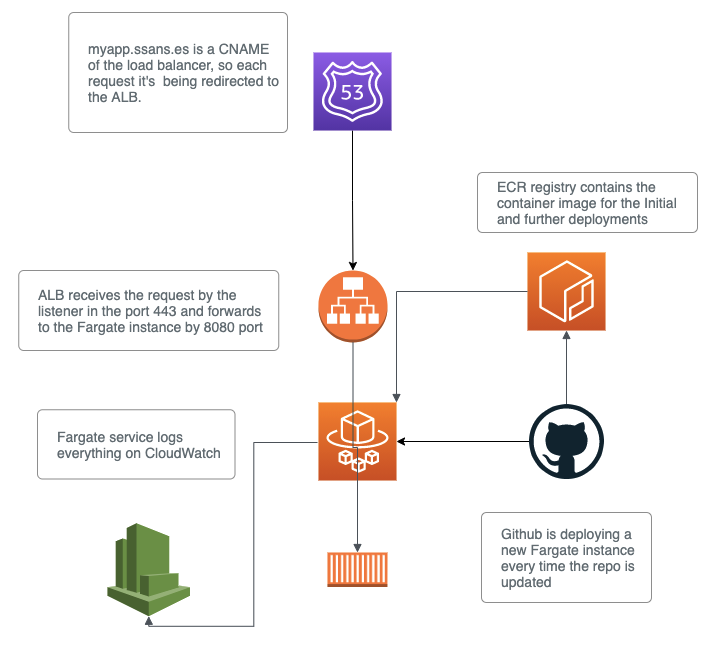 myapp.ssans.es is a CNAME
of the load balancer, so each
request it's  being redirected to
the ALB.
53
ECR registry contains the
container image for the Initial
and further deployments
ALB receives the request by the
listener in the port 443 and forwards
to the Fargate instance by 8080 port
Fargate service logs
everything on CloudWatch
Github is deploying a
new Fargate instance
every time the repo is
updated